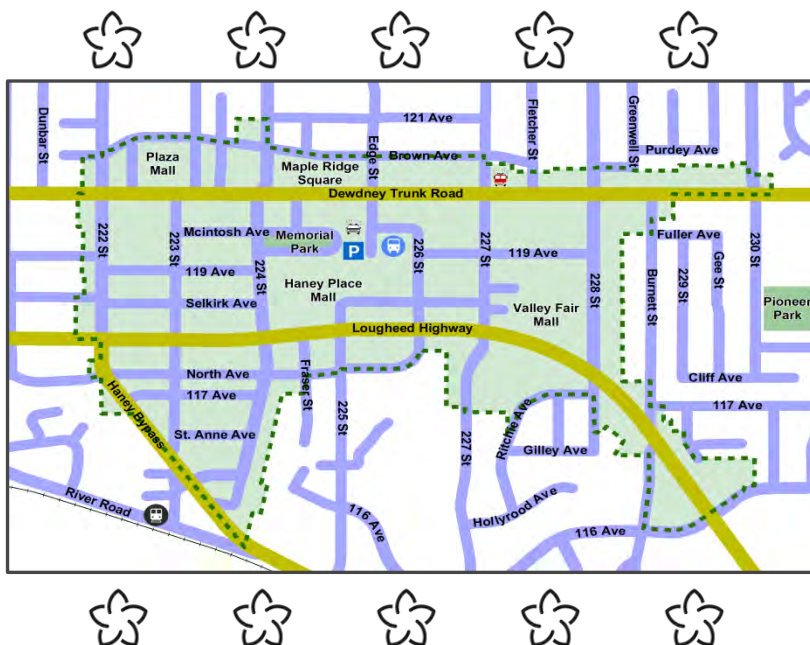 Dunbar St
121 Ave
Fletcher St
Greenwell St
Edge St
Brown Ave
Purdey Ave
Plaza
Mall
Maple Ridge
Square
Dewdney Trunk Road
222 St
223 St
Mcintosh Ave
224 St
Memorial
Park
P
226 St
227 St
119 Ave
228 St
Fuller Ave
Burnett St
229 St
Gee St
230 St
119 Ave
Haney Place
Mall
Selkirk Ave
Valley Fair
Mall
Pioneer
Park
Lougheed Highway
North Ave
Fraser St
Cliff Ave
117 Ave
225 St
117 Ave
Haney Bypass
St. Anne Ave
227 St
Ritchie Ave
Gilley Ave
River Road
116 Ave
Hollyrood Ave
116 Ave